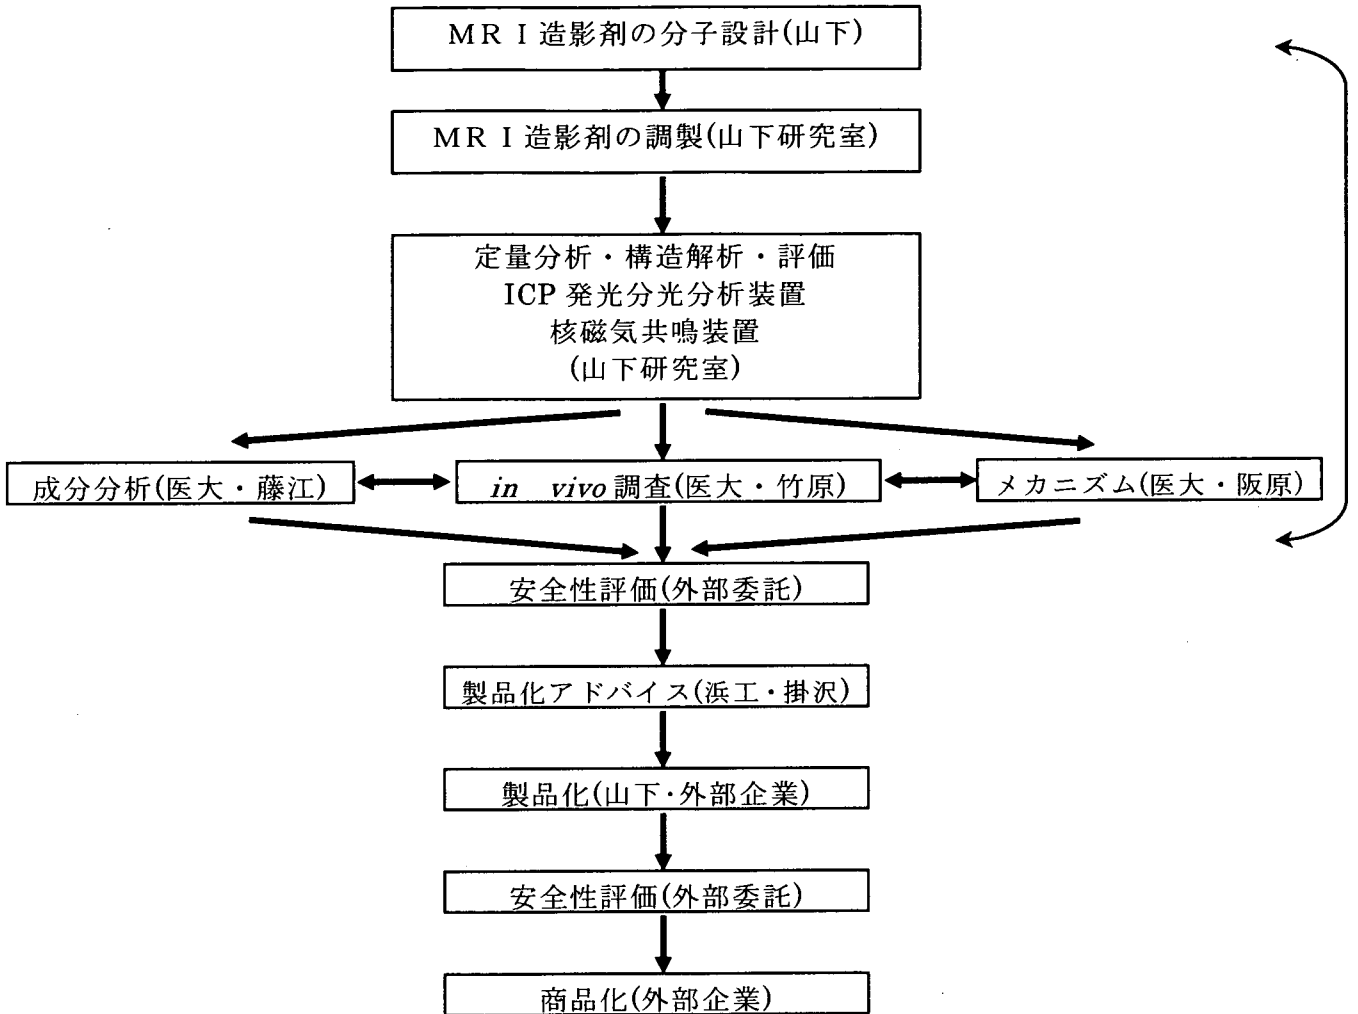 MRI造影剤の分子設計(山下)
MRI造影剤の調製(山下研究室)
定量分析・構造解析・評価
ICP 発光分光分析装置
核磁気共鳴装置
(山下研究室)
成分分析(医大・藤江)
in vivo 調査(医大・竹原)
メカニズム(医大・阪原)
安全性評価(外部委託)
製品化アドバイス(浜工・掛沢)
製品化(山下・外部企業)
安全性評価(外部委託)
商品化(外部企業)